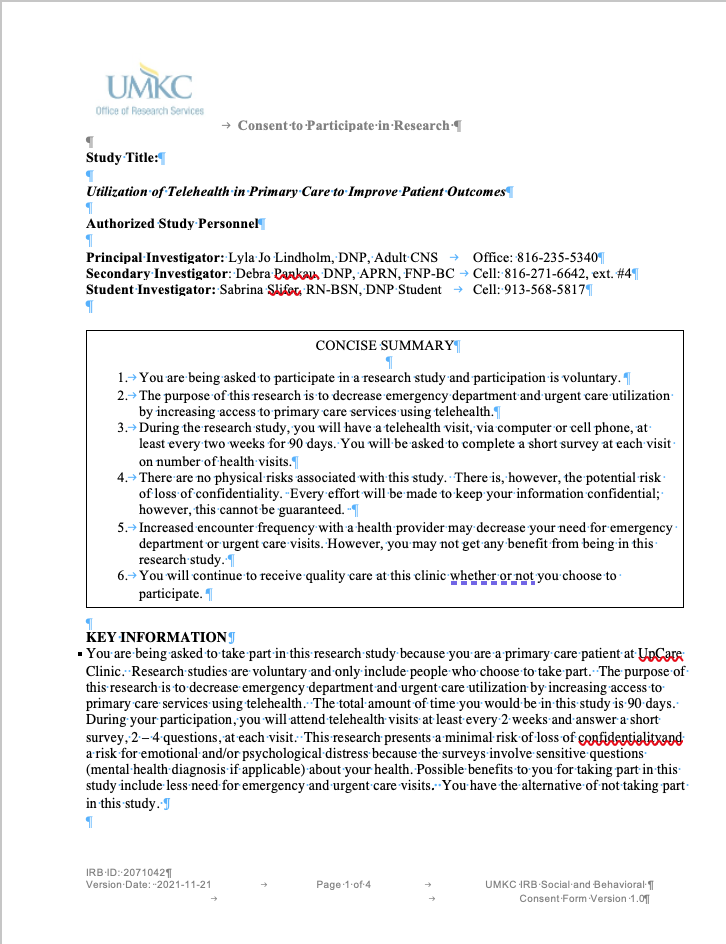 UMKC
Office of Research Services
Consent to Participate in Research
Study Title:
Utilization of Telehealth in Primary Care to Improve Patient Outcomes
Authorized Study Personnel
Principal Investigator: Lyla Jo Lindholm, DNP, Adult CNS Office: 816-235-5340
Secondary Investigator: Debra Pankau, DNP, APRN, FNP-BC Cell: 816-271-6642, ext. #4
Student Investigator: Sabrina Slifer, RN-BSN, DNP Student Cell: 913-568-5817
CONCISE SUMMARY
1. You are being asked to participate in a research study and participation is voluntary.
2. The purpose of this research is to decrease emergency department and urgent care utilization
by increasing access to primary care services using telehealth.
3. During the research study, you will have a telehealth visit, via computer or cell phone, at
least every two weeks for 90 days. You will be asked to complete a short survey at each visit
on number of health visits.
4. There are no physical risks associated with this study. There is, however, the potential risk
of loss of confidentiality. Every effort will be made to keep your information confidential;
however, this cannot be guaranteed.
5. Increased encounter frequency with a health provider may decrease your need for emergency
department or urgent care visits. However, you may not get any benefit from being in this
research study.
6. You will continue to receive quality care at this clinic whether or not you choose to
participate.
KEY INFORMATION
You are being asked to take part in this research study because you are a primary care patient at UpCare
Clinic. Research studies are voluntary and only include people who choose to take part. The purpose of
this research is to decrease emergency department and urgent care utilization by increasing access to
primary care services using telehealth. The total amount of time you would be in this study is 90 days.
During your participation, you will attend telehealth visits at least every 2 weeks and answer a short
survey, 2 – 4 questions, at each visit. This research presents a minimal risk of loss of confidentialityand
a risk for emotional and/or psychological distress because the surveys involve sensitive questions
(mental health diagnosis if applicable) about your health. Possible benefits to you for taking part in this
study include less need for emergency and urgent care visits. You have the alternative of not taking part
in this study.
IRB ID: 2071042
Version Date: 2021-11-21 Page 1 of 4 UMKC IRB Social and Behavioral
Consent Form Version 1.0